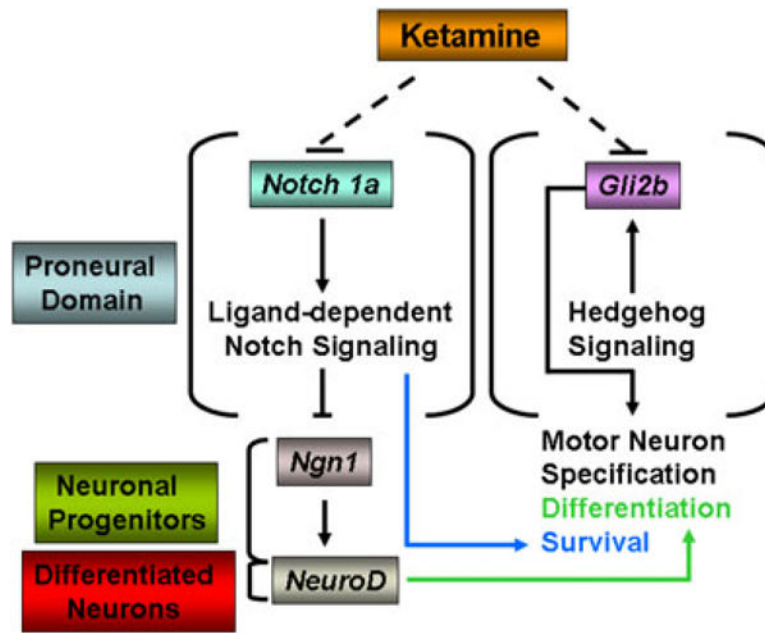 Ketamine
Notch 1a
Gli2b
Proneural
Domain
Ligand-dependent
Notch Signaling
Hedgehog
Signaling
Ngn1
Motor Neuron
Specification
Differentiation
Survival
Neuronal
Progenitors
Differentiated
Neurons
NeuroD